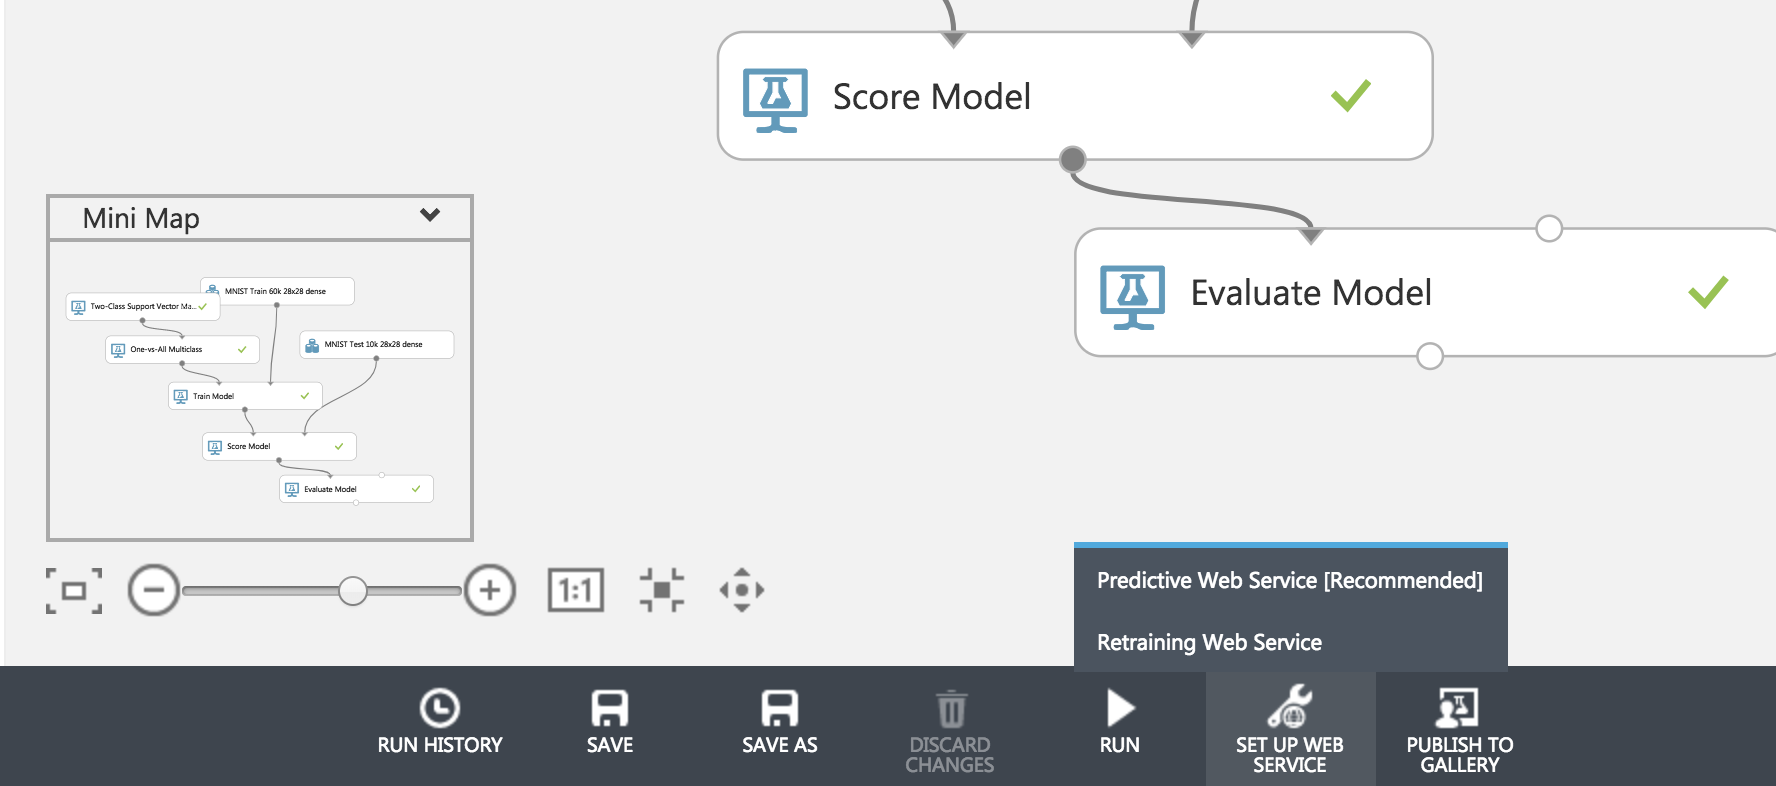 Score Model
Mini Map
Evaluate Model
MNIST Train 60k 28x28 dense
Two-Class Support Vector Ma...
One-vs-All Multiclass
MNIST Test 10k 28x28 dense
Train Model
Score Model
Evaluate Model
1:1
Predictive Web Service [Recommended]
Retraining Web Service
RUN HISTORY
SAVE
SAVE AS
DISCARD
CHANGES
RUN
SET UP WEB
SERVICE
PUBLISH TO
GALLERY